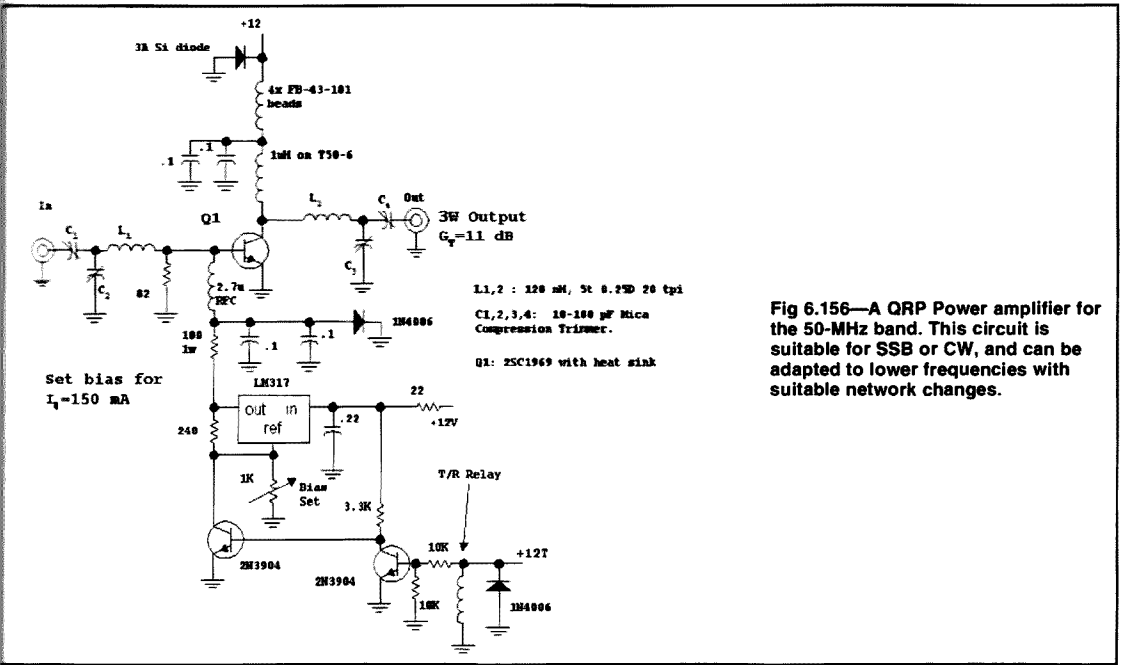 +12
3A Si diode
4x FB-43-101
beads
.1
.1
1uH on T50-6
In
C1
L1
Q1
L2
C4
Out
3W Output
GT=11 dB
C2
82
2.7u
RFC
C3
L1,2 : 120 nH, 5t 0.25D 20 tpi
C1,2,3,4: 10-180 pF Mica
Compression Trimmer.
Q1: 2SC1969 with heat sink
100
1w
.1
.1
1N4006
Set bias for
Iq=150 mA
LM317
out in
ref
240
.22
22
+12V
1K
Bias
Set
3.3K
T/R Relay
2N3904
2N3904
10K
10K
+12T
1N4006
Fig 6.156—A QRP Power amplifier for
the 50-MHz band. This circuit is
suitable for SSB or CW, and can be
adapted to lower frequencies with
suitable network changes.